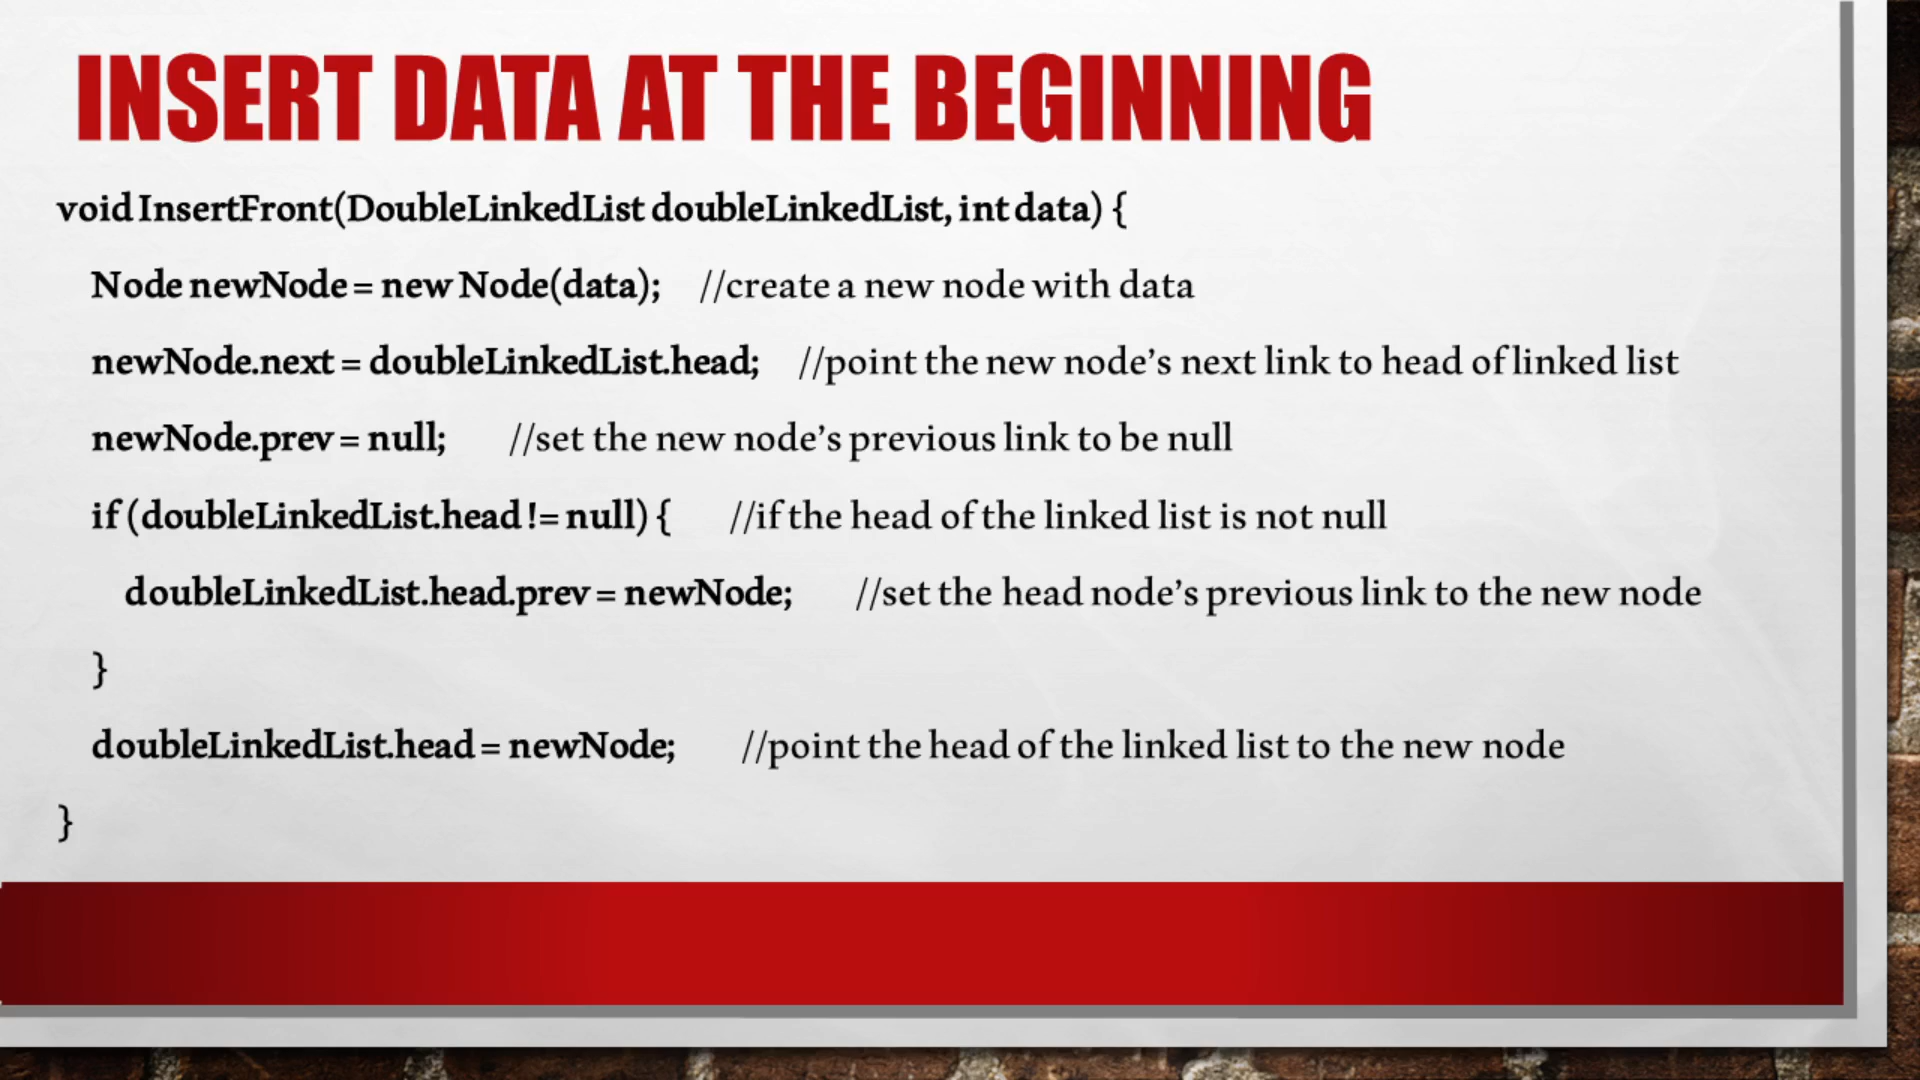 INSERT DATA AT THE BEGINNING
void InsertFront(DoubleLinkedList doubleLinkedList, int data) {
Node newNode = new Node(data); //create a new node with data
newNode.next = doubleLinkedList.head; //point the new node’s next link to head of linked list
newNode.prev = null; //set the new node’s previous link to be null
if (doubleLinkedList.head != null) { //if the head of the linked list is not null
doubleLinkedList.head.prev = newNode; //set the head node’s previous link to the new node
}
doubleLinkedList.head = newNode; //point the head of the linked list to the new node
}